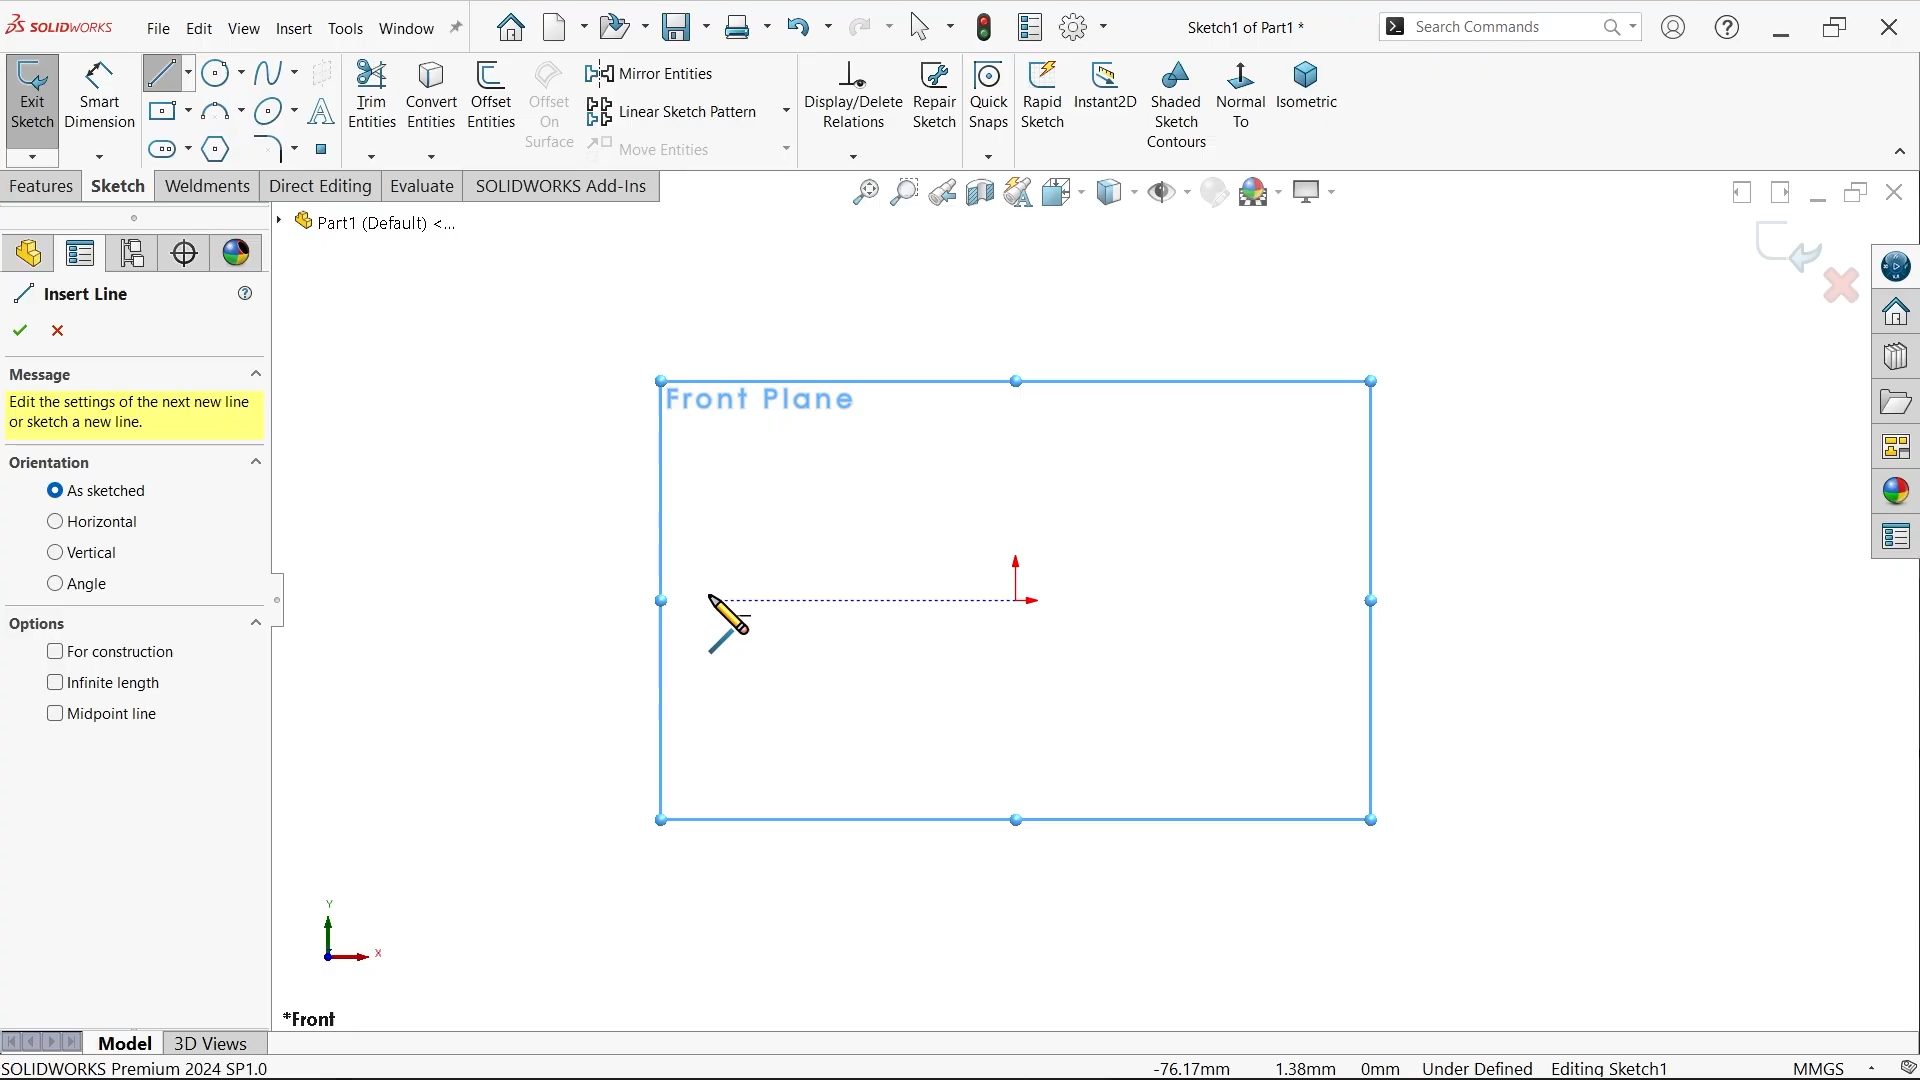 SOLIDWORKS File Edit View Insert Tools Window Sketch1 of Part1 * Search Commands
Exit Sketch
Smart Dimension
Trim Entities
Convert Entities
Offset Entities
Offset On Surface
Mirror Entities
Linear Sketch Pattern
Move Entities
Display/Delete Relations
Repair Sketch
Quick Snaps
Rapid Sketch
Instant2D
Shaded Sketch Contours
Normal To
Isometric
Features Sketch Weldments Direct Editing Evaluate SOLIDWORKS Add-Ins
Part1 (Default) <...
Insert Line
Message
Edit the settings of the next new line
or sketch a new line.
Orientation
As sketched
Horizontal
Vertical
Angle
Options
For construction
Infinite length
Midpoint line
Front Plane
Y
X
*Front
Model 3D Views
SOLIDWORKS Premium 2024 SP1.0 -76.17mm 1.38mm 0mm Under Defined Editing Sketch1 MMGS